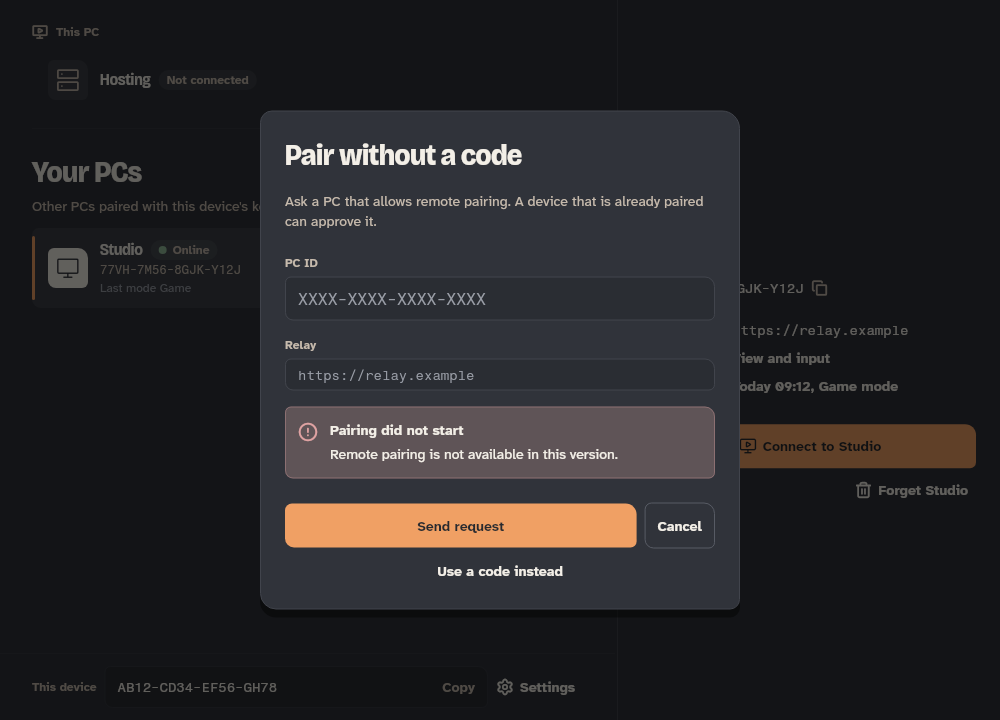 This PC
Hosting
Not connected
Your PCs
Other PCs paired with this device's
Studio
Online
77VH-7M56-8GJK-Y12J
Last mode Game
Pair without a code
Ask a PC that allows remote pairing. A device that is already paired
can approve it.
PC ID
XXXX-XXXX-XXXX-XXXX
Relay
https://relay.example
Pairing did not start
Remote pairing is not available in this version.
Send request
Cancel
Use a code instead
GJK-Y12J
ttps://relay.example
iew and input
oday 09:12, Game mode
Connect to Studio
Forget Studio
This device
AB12-CD34-EF56-GH78
Copy
Settings